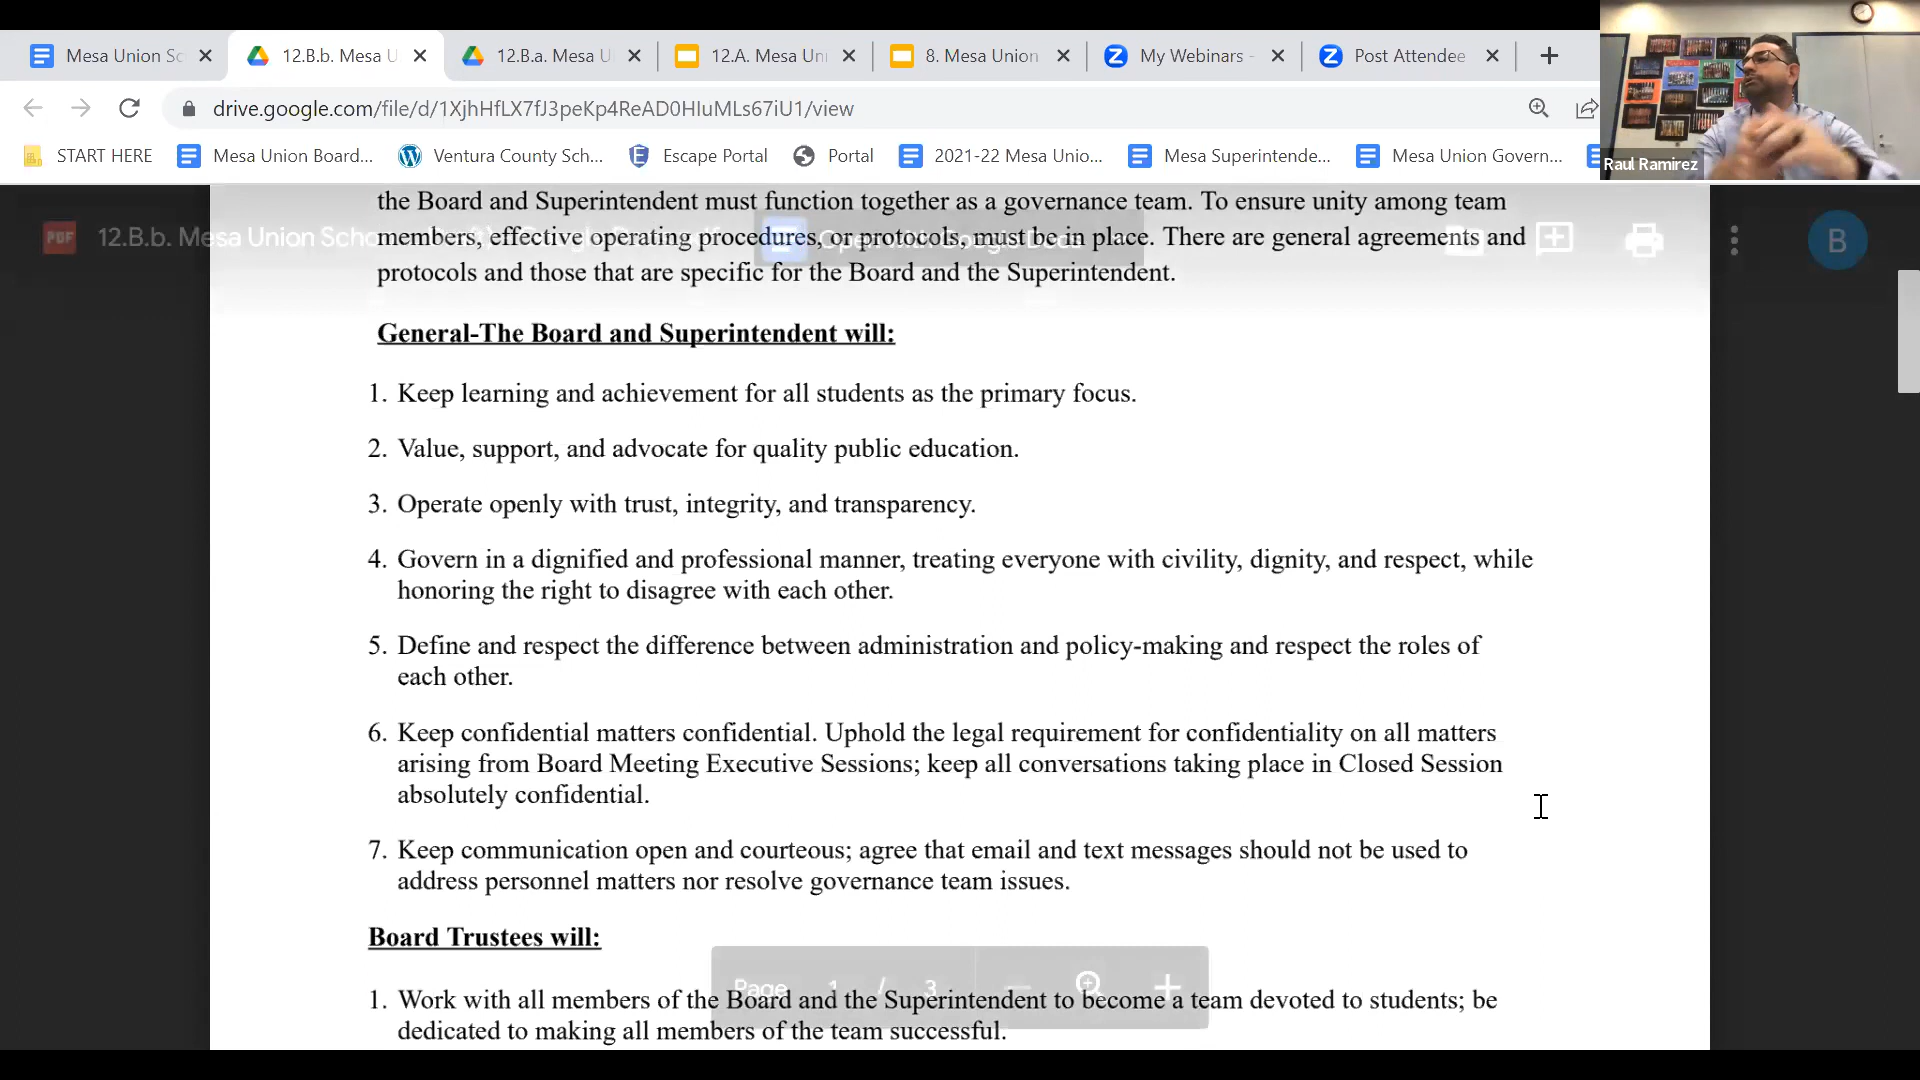 Mesa Union Sc
12.B.b. Mesa U
12.B.a. Mesa U
12.A. Mesa Un
8. Mesa Union
My Webinars -
Post Attendee
drive.google.com/file/d/1XjhHfLX7fJ3peKp4ReAD0HIuMLs67iU1/view
START HERE
Mesa Union Board...
Ventura County Sch...
Escape Portal
Portal
2021-22 Mesa Unio...
Mesa Superintende...
Mesa Union Govern...
Raul Ramirez
the Board and Superintendent must function together as a governance team. To ensure unity among team
PDF
12.B.b. Mesa Union Scho
Open with Google Docs
B
members, effective operating procedures, or protocols, must be in place. There are general agreements and
protocols and those that are specific for the Board and the Superintendent.
General-The Board and Superintendent will:
1. Keep learning and achievement for all students as the primary focus.
2. Value, support, and advocate for quality public education.
3. Operate openly with trust, integrity, and transparency.
4. Govern in a dignified and professional manner, treating everyone with civility, dignity, and respect, while
honoring the right to disagree with each other.
5. Define and respect the difference between administration and policy-making and respect the roles of
each other.
6. Keep confidential matters confidential. Uphold the legal requirement for confidentiality on all matters
arising from Board Meeting Executive Sessions; keep all conversations taking place in Closed Session
absolutely confidential.
7. Keep communication open and courteous; agree that email and text messages should not be used to
address personnel matters nor resolve governance team issues.
Board Trustees will:
Page 1 / 3
1. Work with all members of the Board and the Superintendent to become a team devoted to students; be
dedicated to making all members of the team successful.